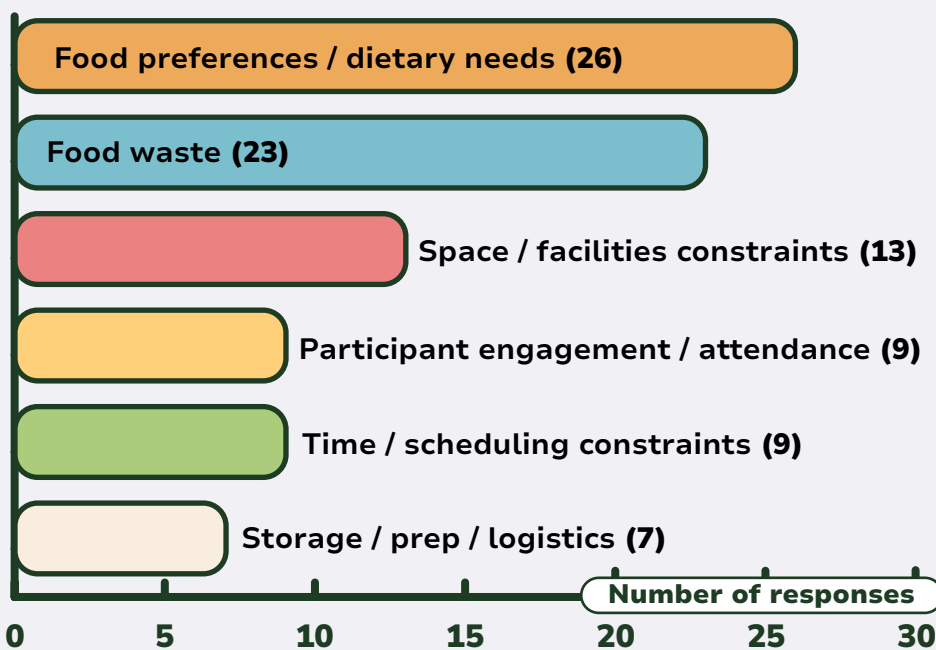 Food preferences / dietary needs (26)
Food waste (23)
Space / facilities constraints (13)
Participant engagement / attendance (9)
Time / scheduling constraints (9)
Storage / prep / logistics (7)
Number of responses
0 5 10 15 20 25 30